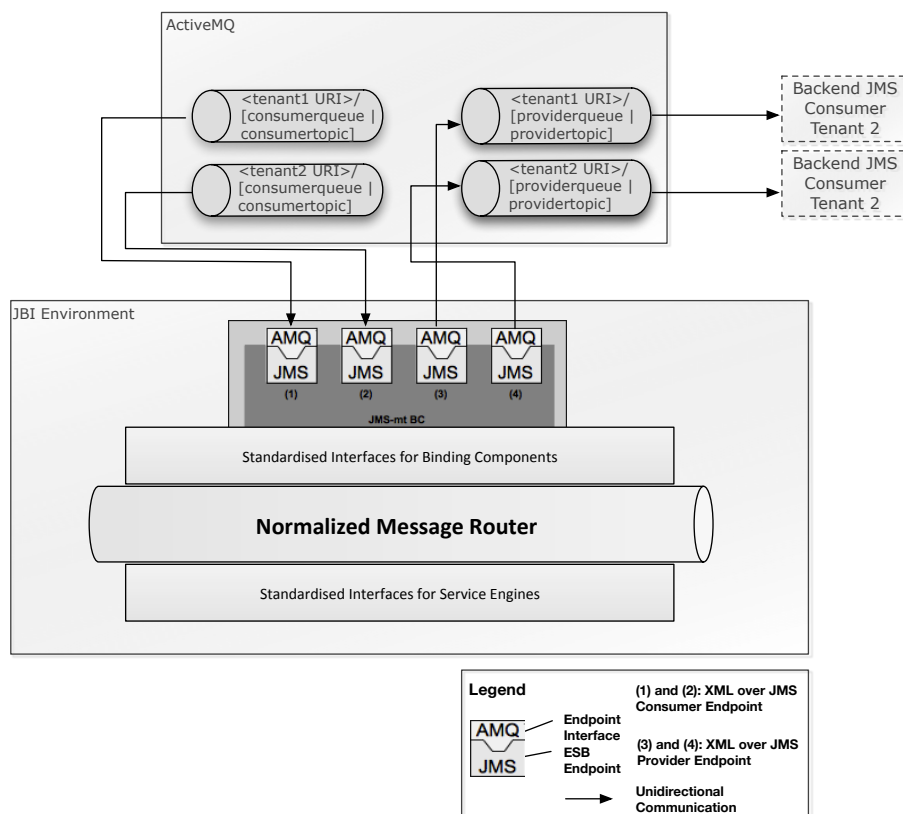 ActiveMQ
<tenant1 URI>/
[consumerqueue |
consumertopic]
<tenant1 URI>/
[providerqueue |
providertopic]
Backend JMS
Consumer
Tenant 2
<tenant2 URI>/
[consumerqueue |
consumertopic]
<tenant2 URI>/
[providerqueue |
providertopic]
Backend JMS
Consumer
Tenant 2
JBI Environment
AMQ
JMS
(1)
AMQ
JMS
(2)
AMQ
JMS
(3)
AMQ
JMS
(4)
JMS-mt BC
Standardised Interfaces for Binding Components
Normalized Message Router
Standardised Interfaces for Service Engines
Legend
AMQ
JMS
Endpoint
Interface
ESB
Endpoint
(1) and (2): XML over JMS
Consumer Endpoint
(3) and (4): XML over JMS
Provider Endpoint
Unidirectional
Communication